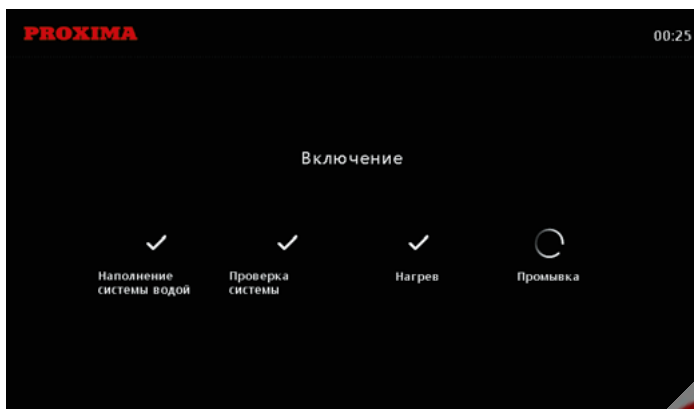 PROXIMA
00:25
Включение
Наполнение
системы водой
Проверка
системы
Нагрев
Промывка